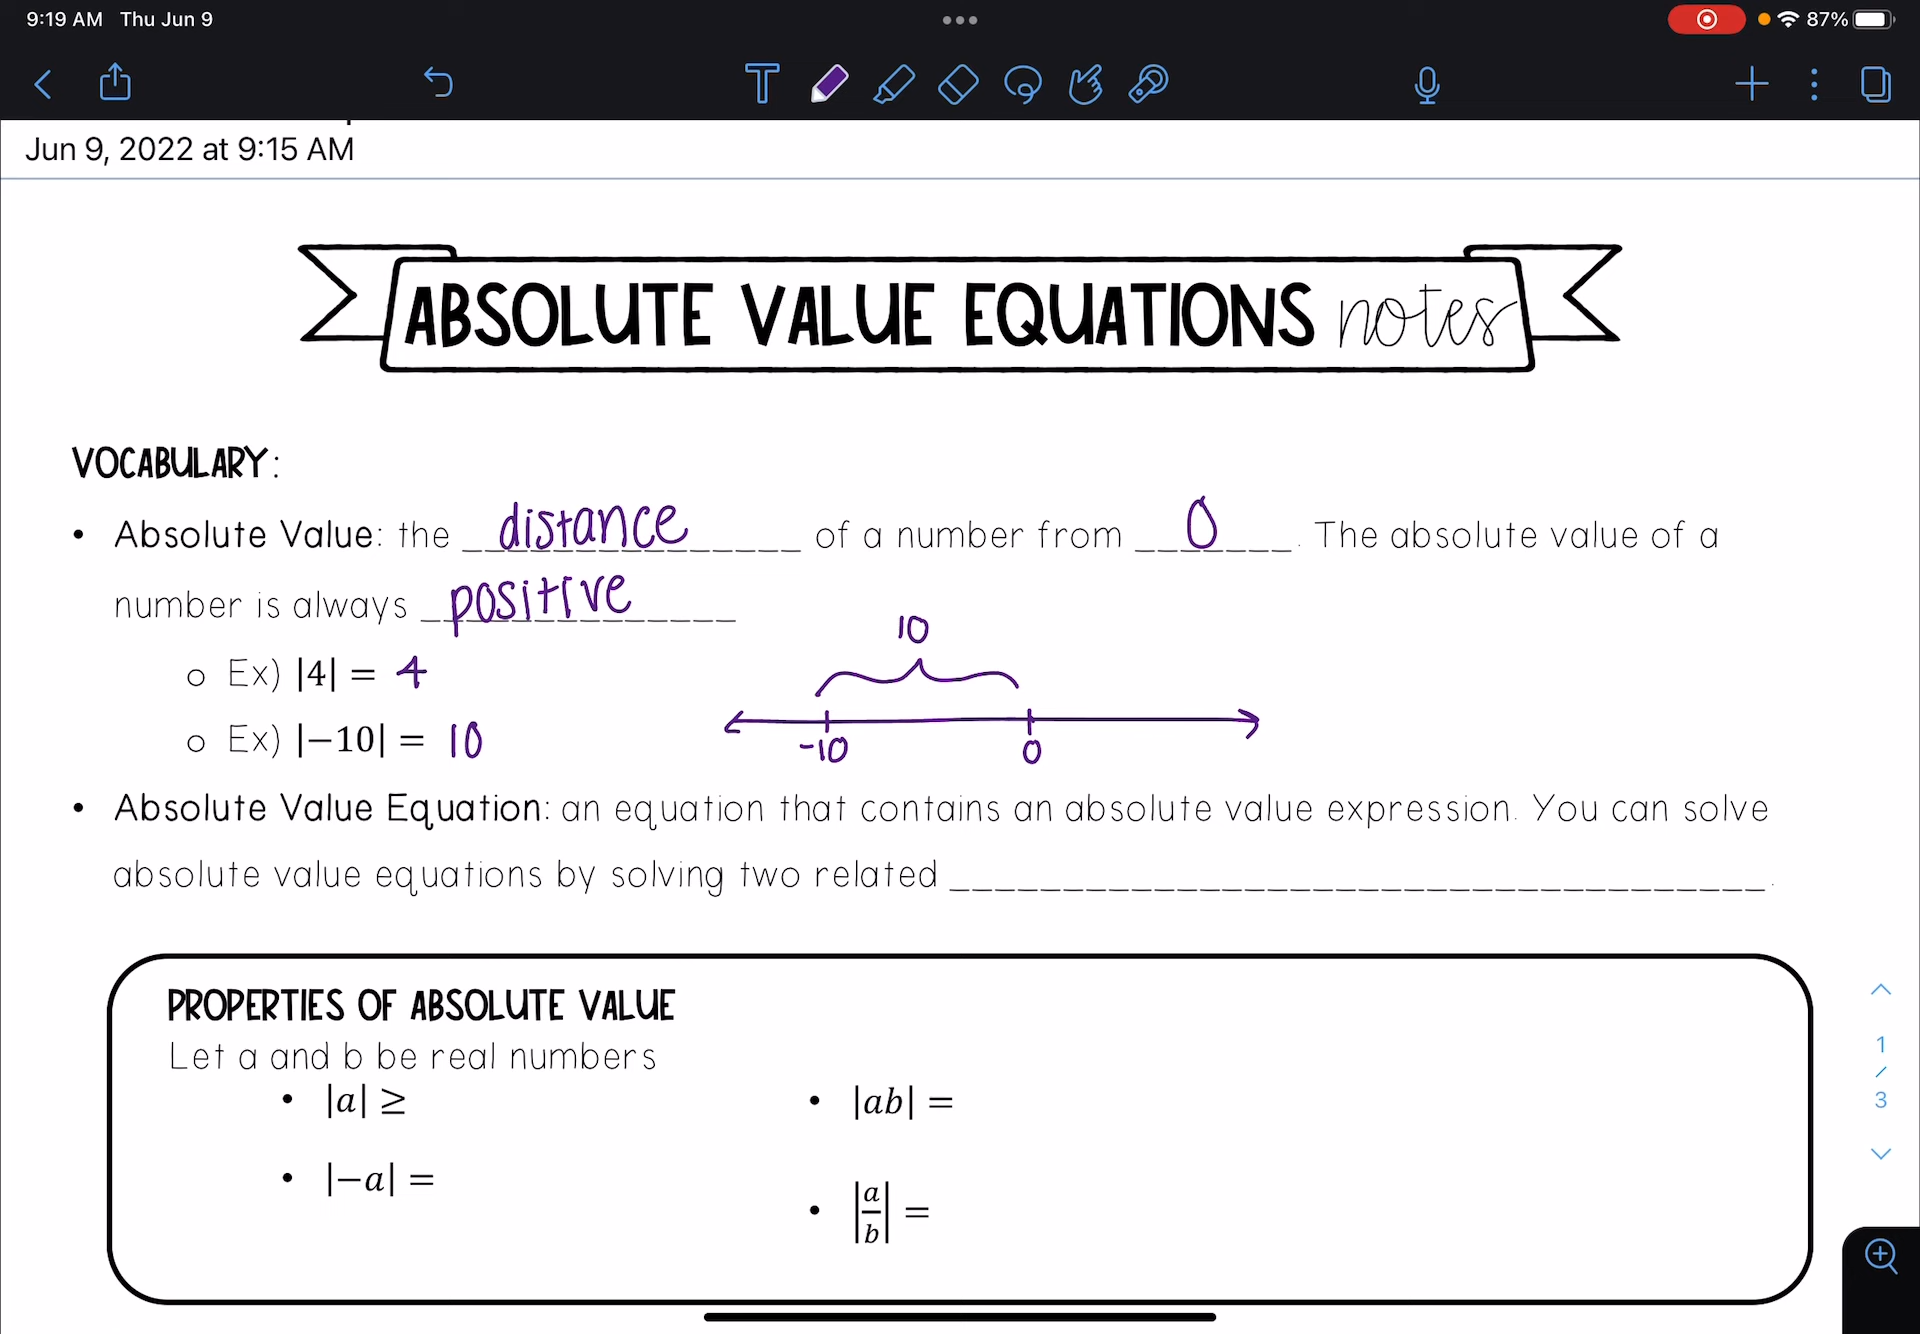 9:19 AM Thu Jun 9
87%
Jun 9, 2022 at 9:15 AM
ABSOLUTE VALUE EQUATIONS notes
VOCABULARY:
• Absolute Value: the distance of a number from 0. The absolute value of a
number is always positive
10
o Ex) |4| = 4
o Ex) |−10| = 10
-10 0
• Absolute Value Equation: an equation that contains an absolute value expression. You can solve
absolute value equations by solving two related ____________________.
PROPERTIES OF ABSOLUTE VALUE
Let a and b be real numbers
• |a| ≥
• |ab| =
• |−a| =
• |a/b| =
1
/
3